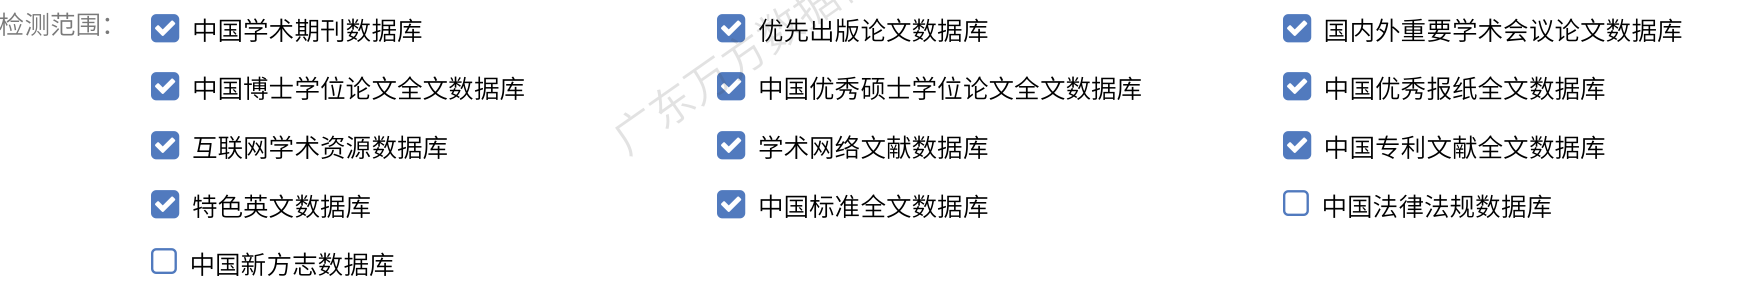 检测范围：
中国学术期刊数据库 优先出版论文数据库 国内外重要学术会议论文数据库
中国博士学位论文全文数据库 中国优秀硕士学位论文全文数据库 中国优秀报纸全文数据库
互联网学术资源数据库 学术网络文献数据库 中国专利文献全文数据库
特色英文数据库 中国标准全文数据库 中国法律法规数据库
中国新方志数据库
广东万方数据